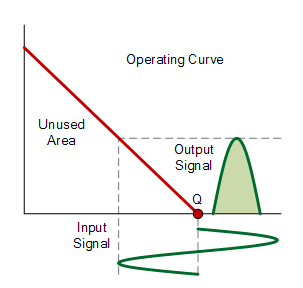 Operating Curve
Unused
Area
Output
Signal
Q
Input
Signal